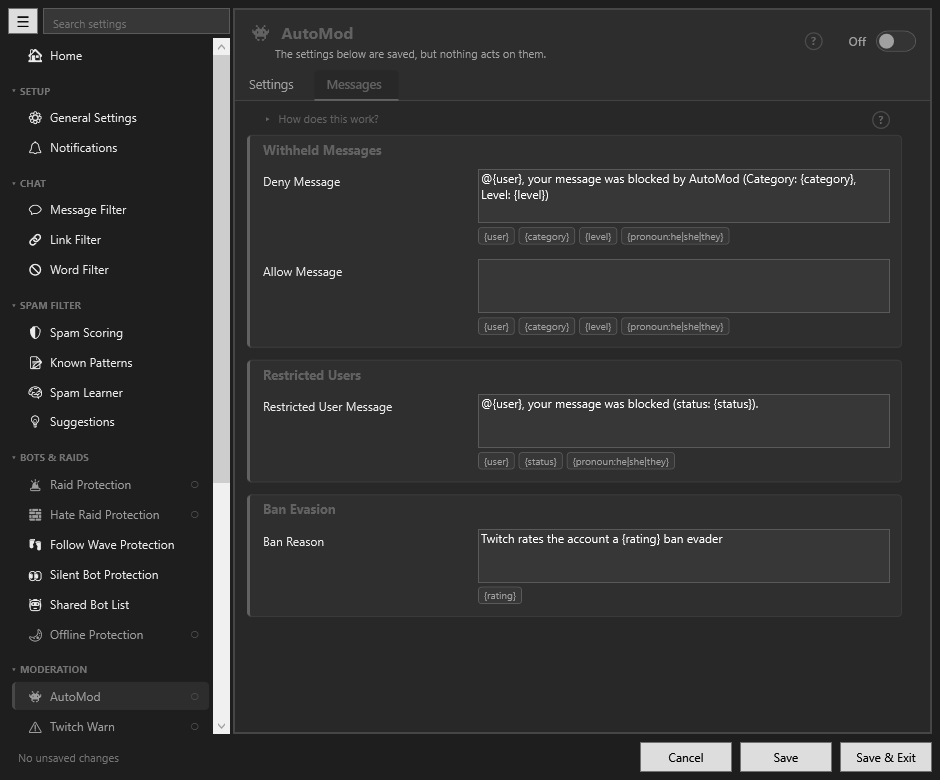 Search settings
Home
SETUP
General Settings
Notifications
CHAT
Message Filter
Link Filter
Word Filter
SPAM FILTER
Spam Scoring
Known Patterns
Spam Learner
Suggestions
BOTS & RAIDS
Raid Protection
Hate Raid Protection
Follow Wave Protection
Silent Bot Protection
Shared Bot List
Offline Protection
MODERATION
AutoMod
Twitch Warn
No unsaved changes
AutoMod
The settings below are saved, but nothing acts on them.
? Off
Settings Messages
How does this work? ?
Withheld Messages
Deny Message
@{user}, your message was blocked by AutoMod (Category: {category},
Level: {level})
{user} {category} {level} {pronoun:he|she|they}
Allow Message
{user} {category} {level} {pronoun:he|she|they}
Restricted Users
Restricted User Message
@{user}, your message was blocked (status: {status}).
{user} {status} {pronoun:he|she|they}
Ban Evasion
Ban Reason
Twitch rates the account a {rating} ban evader
{rating}
Cancel Save Save & Exit